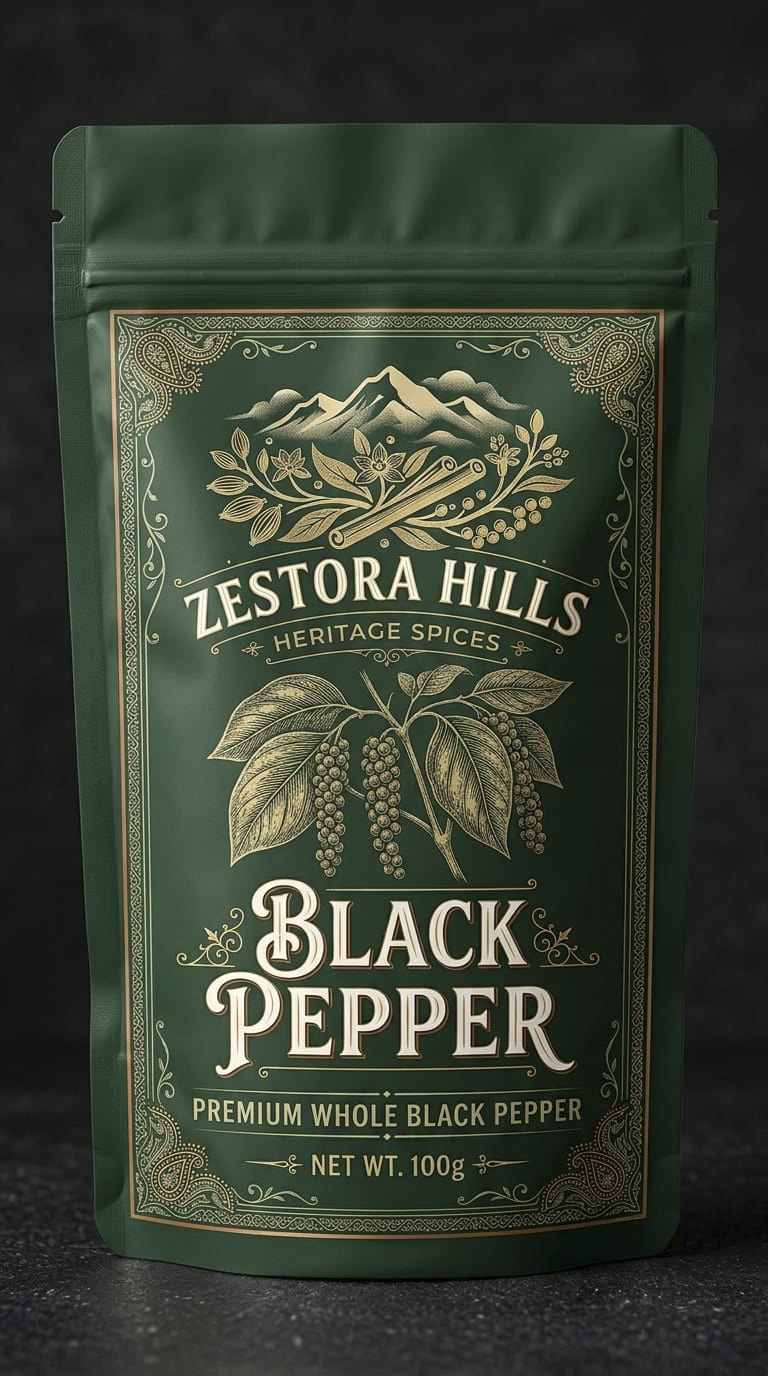 ZESTORA HILLS
HERITAGE SPICES
BLACK
PEPPER
PREMIUM WHOLE BLACK PEPPER
NET WT. 100g